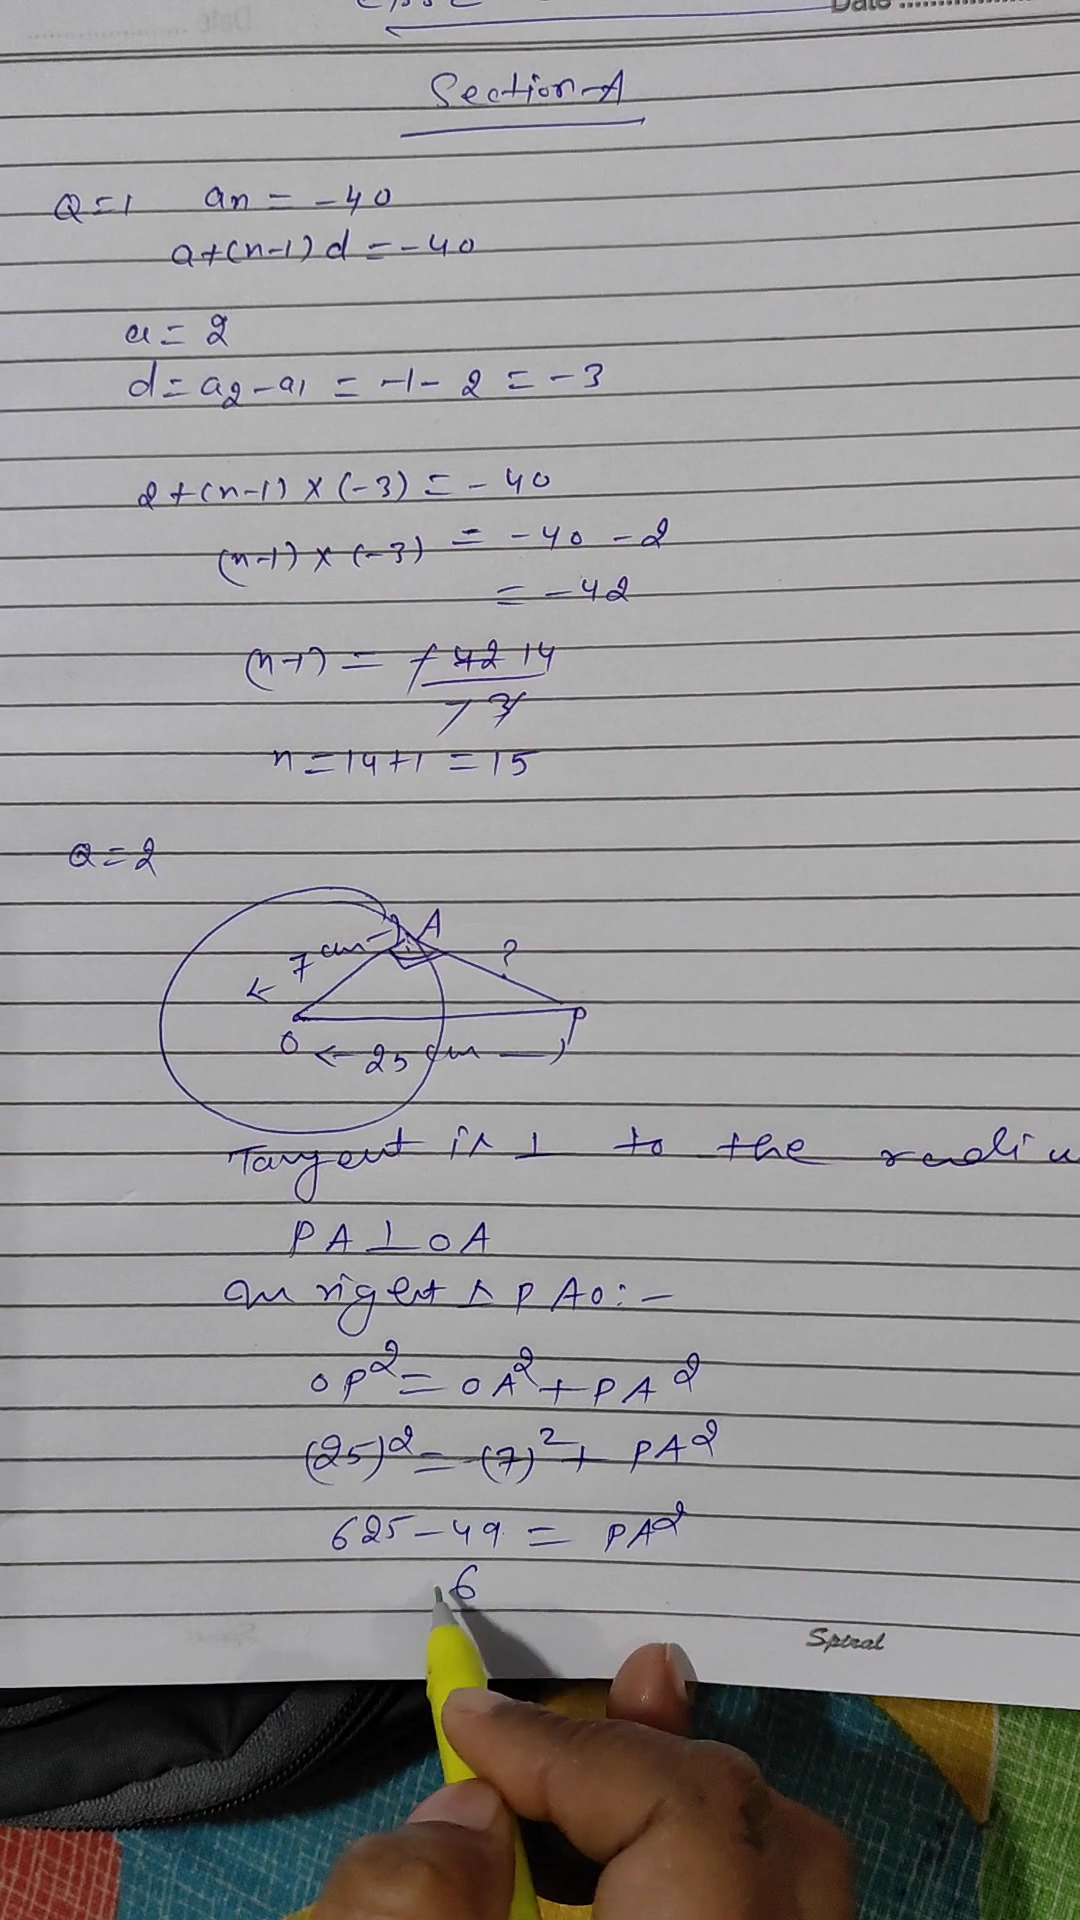 Date
Section-A
Q=1 an = -40
a+(n-1)d = -40
a = 2
d = a2-a1 = -1-2 = -3
2+(n-1)×(-3) = -40
(n-1)×(-3) = -40-2
= -42
(n-1) = -42 14
-3
n = 14+1 = 15
Q=2
A
7 cm
?
O
P
25 cm
Tangent is ⊥ to the radiu
PA ⊥ OA
In right Δ PAO:-
OP² = OA² + PA²
(25)² = (7)² + PA²
625-49 = PA²
6
Spiral